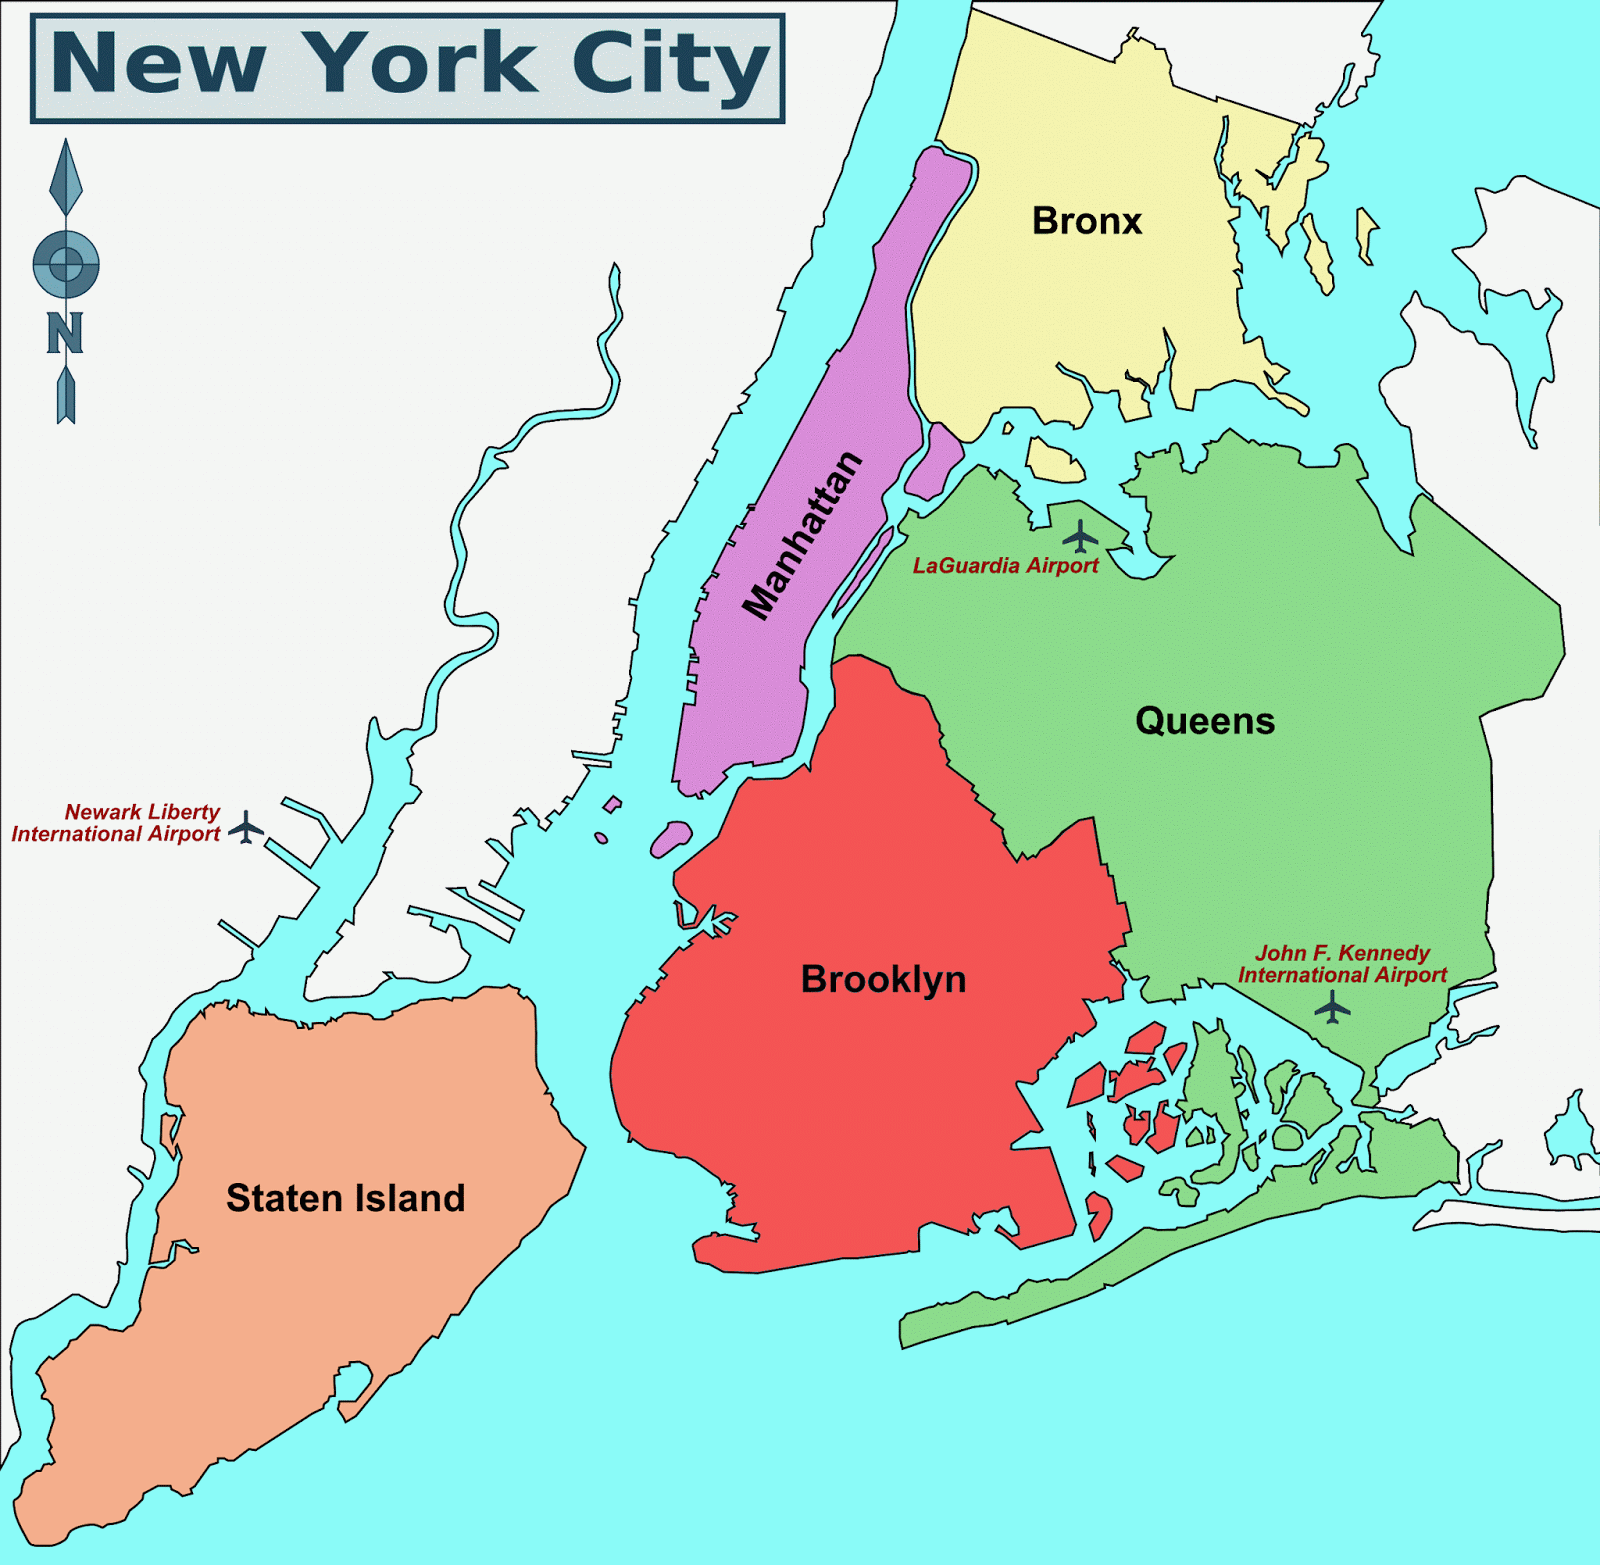 New York City
N
Bronx
Manhattan
LaGuardia Airport
Queens
Newark Liberty
International Airport
John F. Kennedy
International Airport
Brooklyn
Staten Island